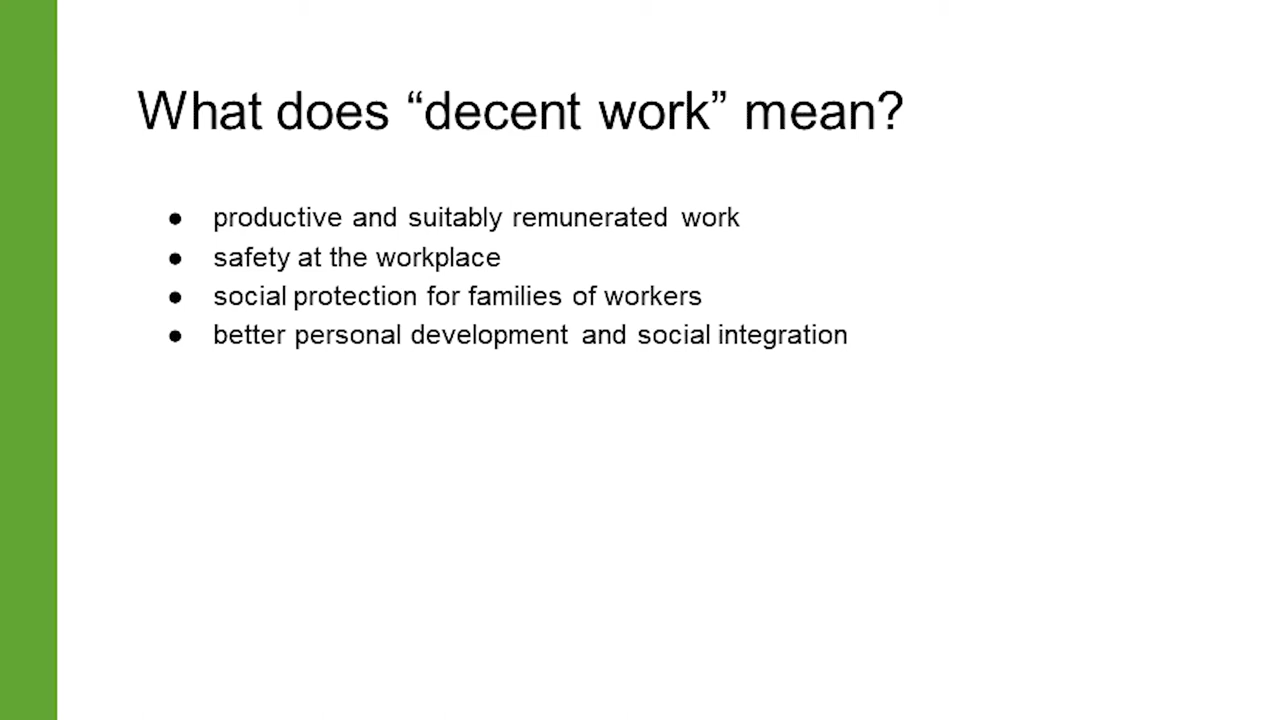 What does “decent work” mean?
● productive and suitably remunerated work
● safety at the workplace
● social protection for families of workers
● better personal development and social integration